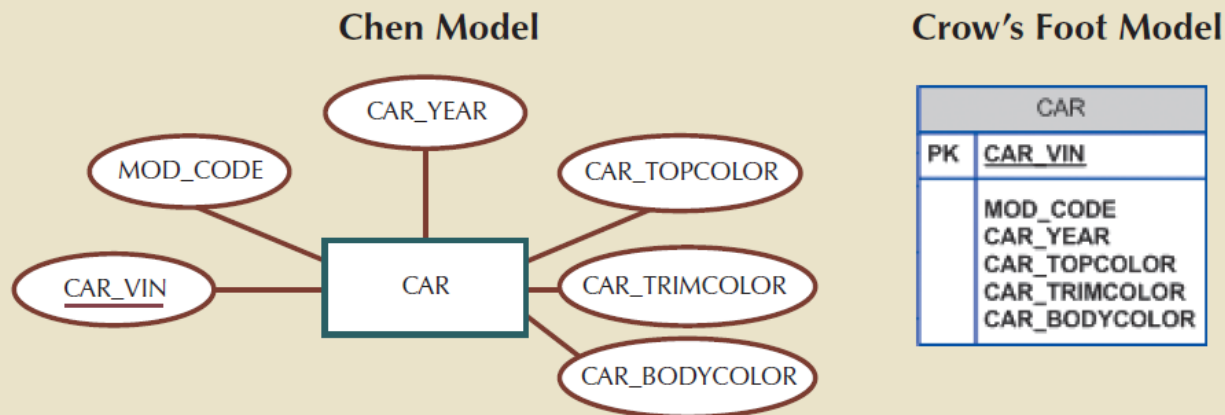 Chen Model
CAR_YEAR
MOD_CODE
CAR_TOPCOLOR
CAR_VIN
CAR
CAR_TRIMCOLOR
CAR_BODYCOLOR
Crow's Foot Model
CAR
PK CAR_VIN
MOD_CODE
CAR_YEAR
CAR_TOPCOLOR
CAR_TRIMCOLOR
CAR_BODYCOLOR